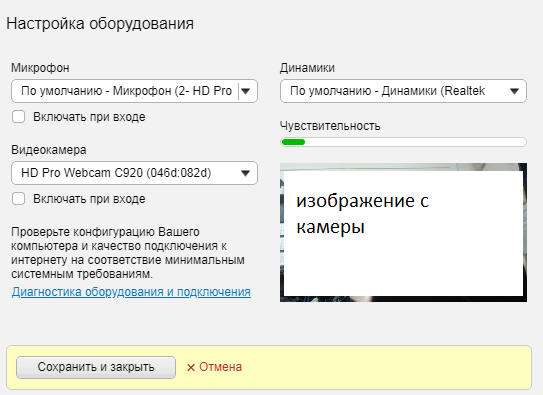 Настройка оборудования
Микрофон
По умолчанию - Микрофон (2- HD Pro
Включать при входе
Видеокамера
HD Pro Webcam C920 (046d:082d)
Включать при входе
Проверьте конфигурацию Вашего
компьютера и качество подключения к
интернету на соответствие минимальным
системным требованиям.
Диагностика оборудования и подключения
Динамики
По умолчанию - Динамики (Realtek
Чувствительность
изображение с
камеры
Сохранить и закрыть
Отмена